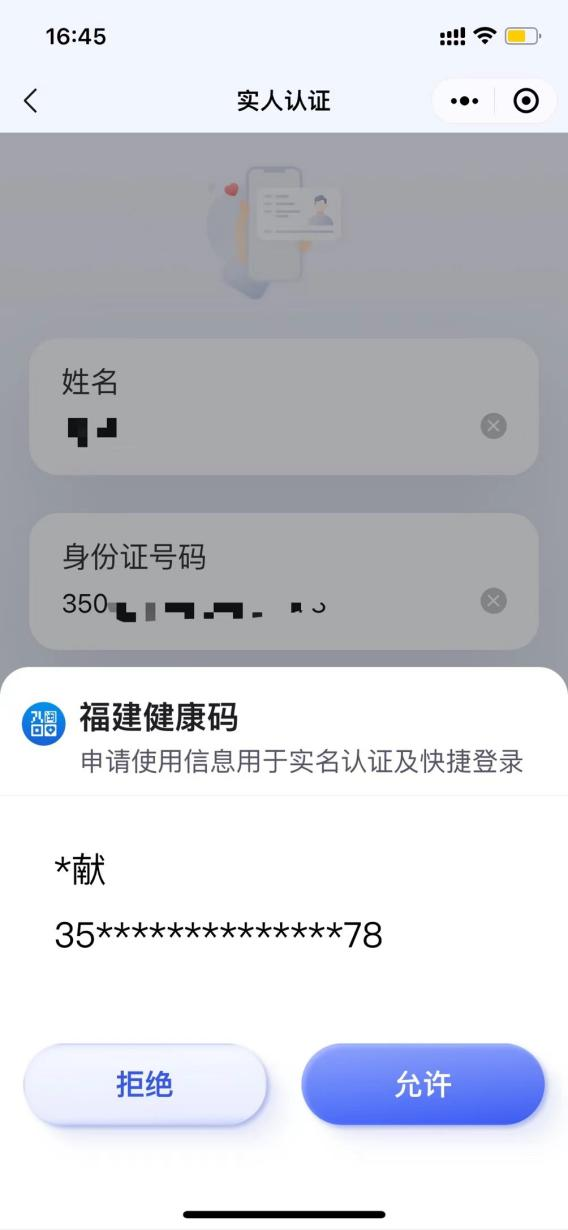 16:45
实人认证
姓名
身份证号码
350
福建健康码
申请使用信息用于实名认证及快捷登录
*献
35**************78
拒绝
允许